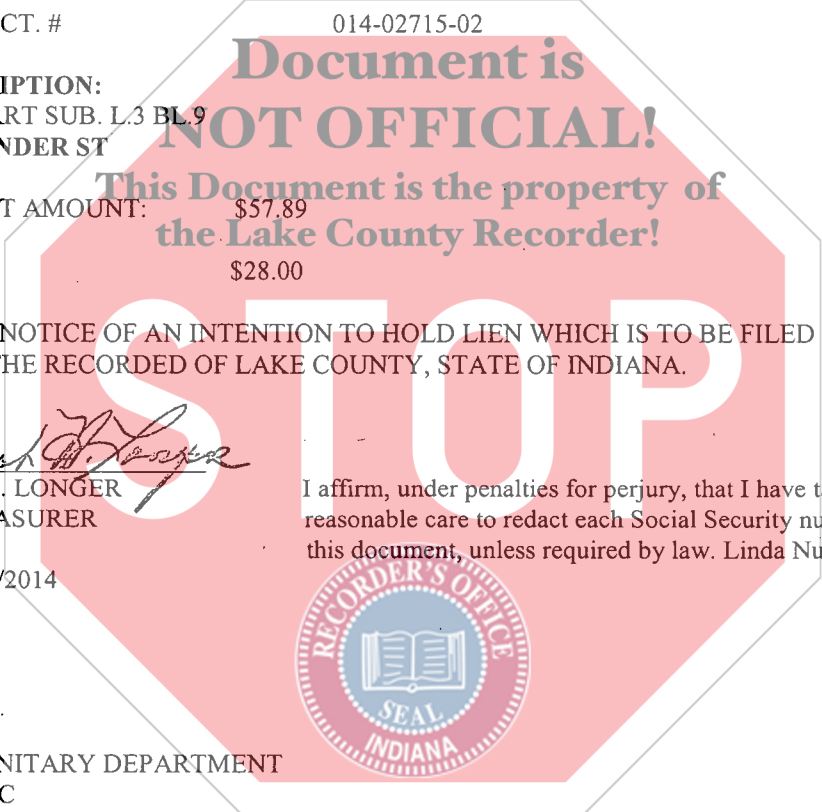 CT. # 014-02715-02
Document is
IPTION:
RT SUB. L.3 BL.9
NOT OFFICIAL!
NDER ST
This Document is the property of
T AMOUNT: $57.89
the Lake County Recorder!
$28.00
STOP
NOTICE OF AN INTENTION TO HOLD LIEN WHICH IS TO BE FILED
THE RECORDED OF LAKE COUNTY, STATE OF INDIANA.
. LONGER
ASURER
I affirm, under penalties for perjury, that I have t
reasonable care to redact each Social Security nu
this document, unless required by law. Linda Nu
/2014
RECORDER'S OFFICE
SEAL
INDIANA
NITARY DEPARTMENT
C